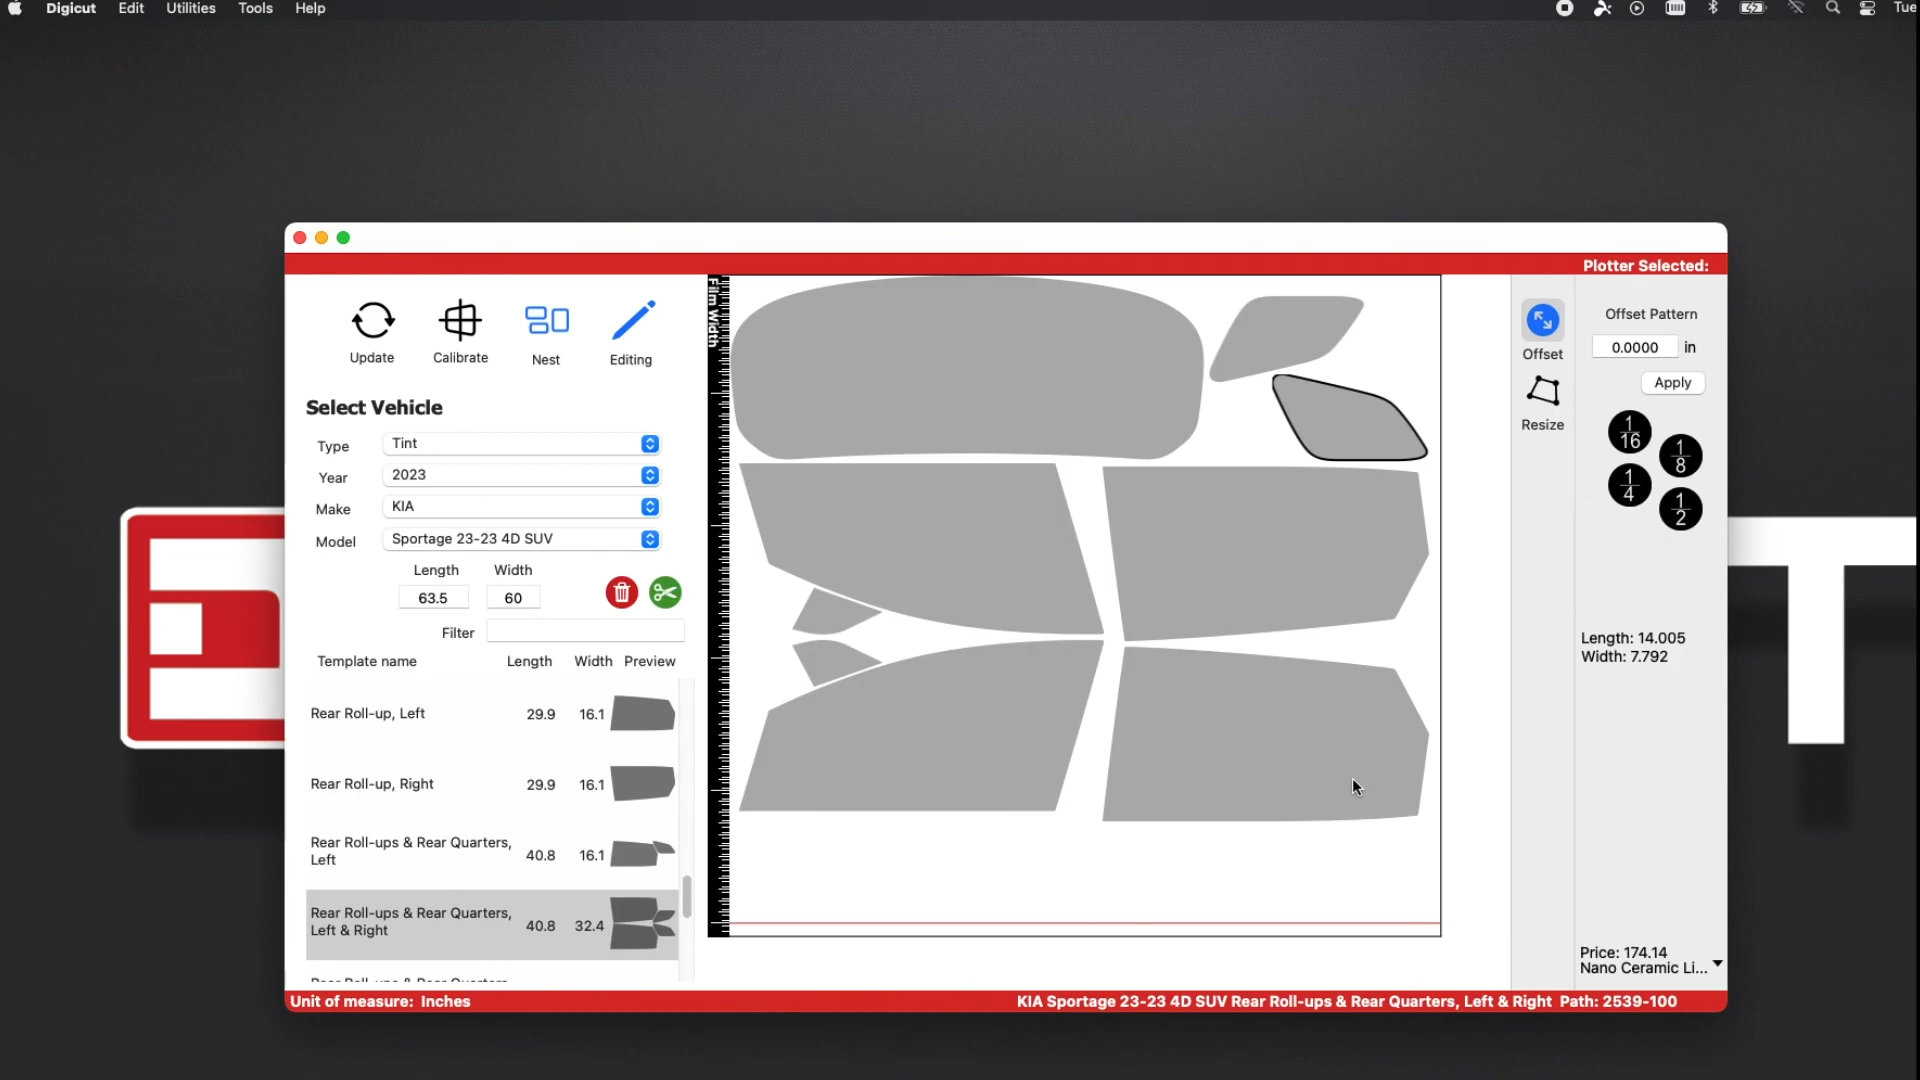 Digicut Edit Utilities Tools Help
Tue
Plotter Selected:
Update Calibrate Nest Editing
Select Vehicle
Type Tint
Year 2023
Make KIA
Model Sportage 23-23 4D SUV
Length Width
63.5 60
Filter
Template name Length Width Preview
Rear Roll-up, Left 29.9 16.1
Rear Roll-up, Right 29.9 16.1
Rear Roll-ups & Rear Quarters,
Left 40.8 16.1
Rear Roll-ups & Rear Quarters,
Left & Right 40.8 32.4
Film Width
Offset
Resize
Offset Pattern
0.0000 in
Apply
1/16
1/8
1/4
1/2
Length: 14.005
Width: 7.792
Price: 174.14
Nano Ceramic Li...
Unit of measure: Inches
KIA Sportage 23-23 4D SUV Rear Roll-ups & Rear Quarters, Left & Right Path: 2539-100
T